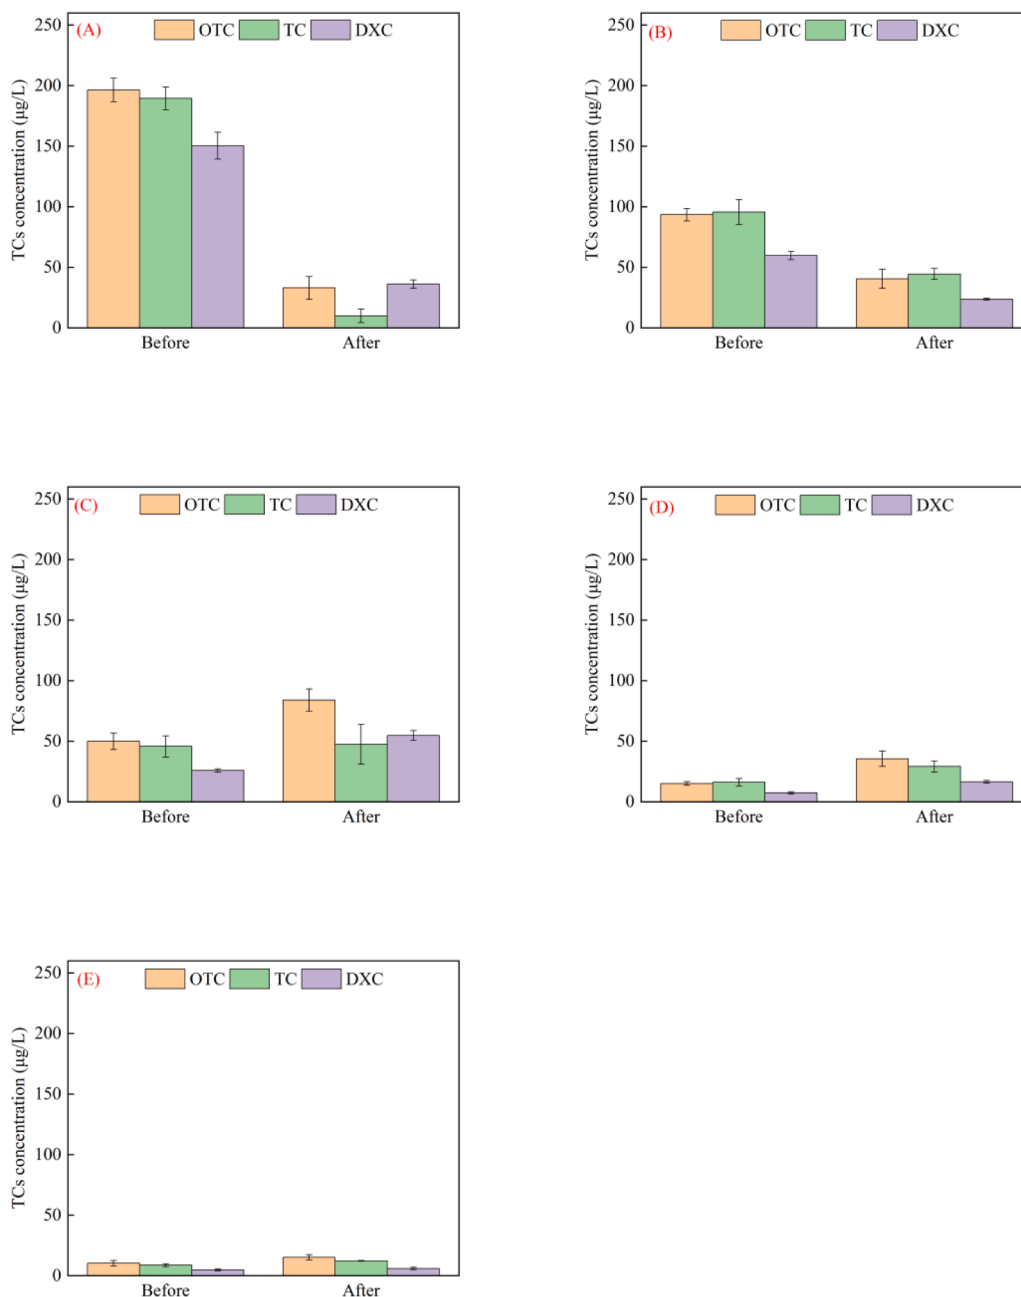 (A)
OTC TC DXC
TCs concentration (μg/L)
250
200
150
100
50
0
Before After
(B)
OTC TC DXC
TCs concentration (μg/L)
250
200
150
100
50
0
Before After
(C)
OTC TC DXC
TCs concentration (μg/L)
250
200
150
100
50
0
Before After
(D)
OTC TC DXC
TCs concentration (μg/L)
250
200
150
100
50
0
Before After
(E)
OTC TC DXC
TCs concentration (μg/L)
250
200
150
100
50
0
Before After